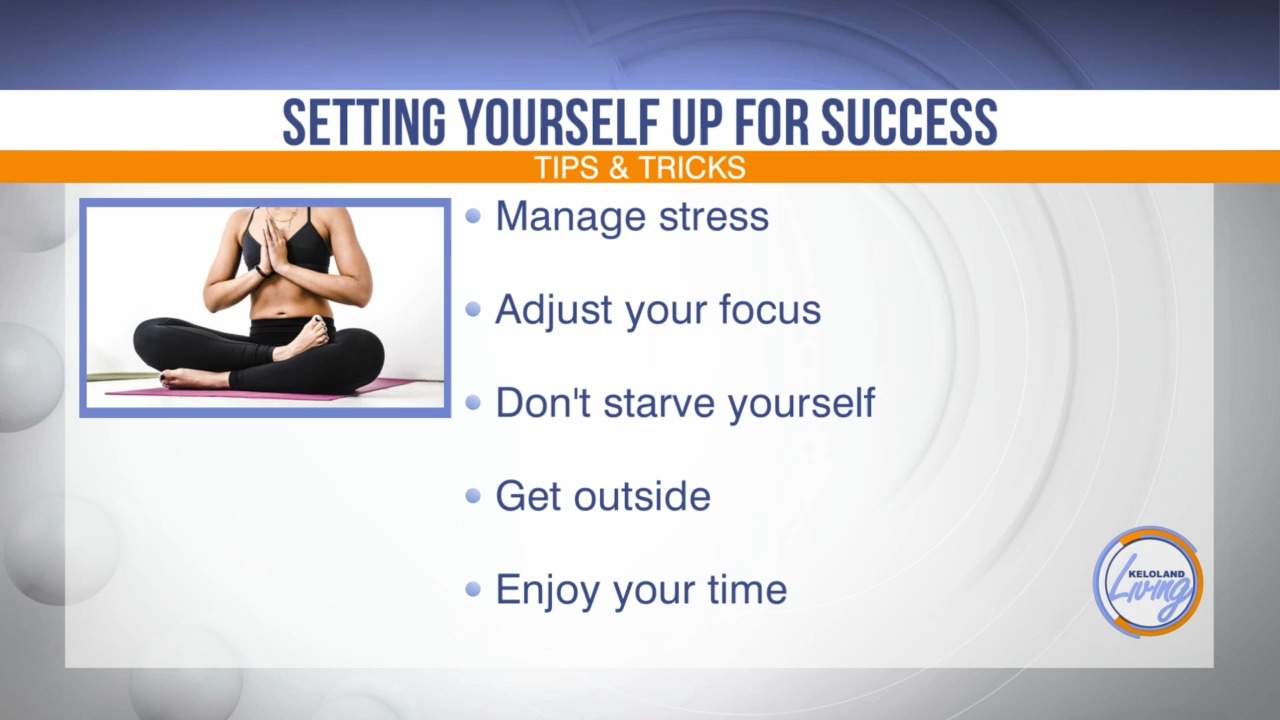 SETTING YOURSELF UP FOR SUCCESS
TIPS & TRICKS
Manage stress
Adjust your focus
Don't starve yourself
Get outside
Enjoy your time
KELOLAND
Living